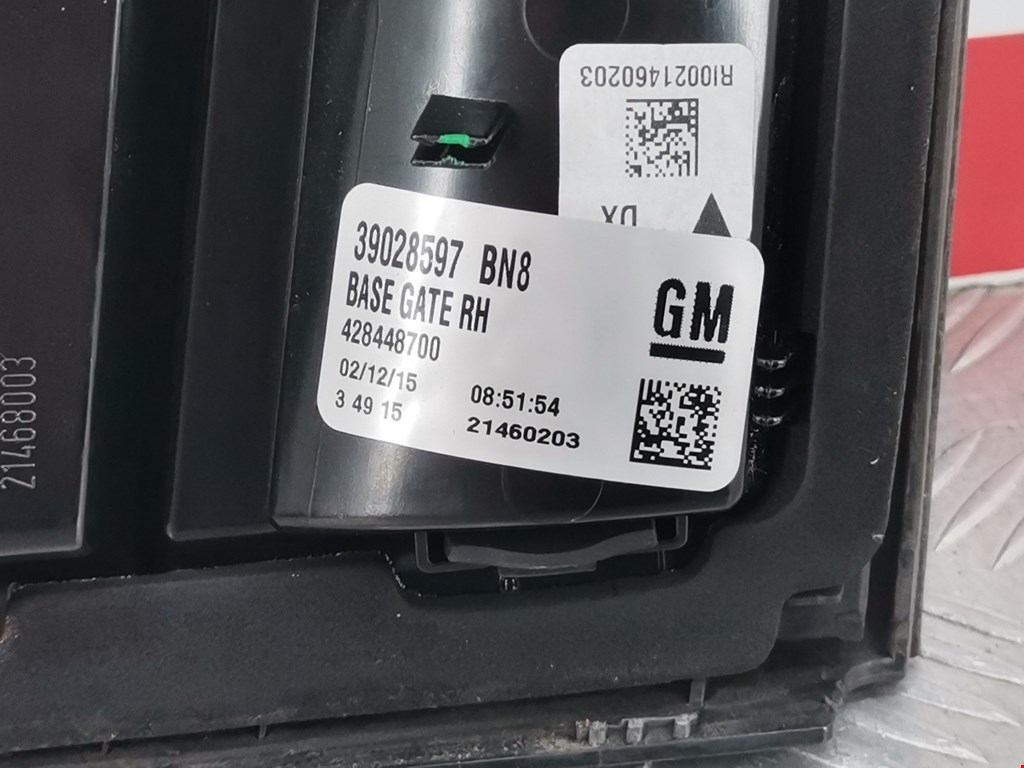 RI0021460203
DX
39028597 BN8
BASE GATE RH
428448700
02/12/15 08:51:54
3 49 15 21460203
GM
21468003